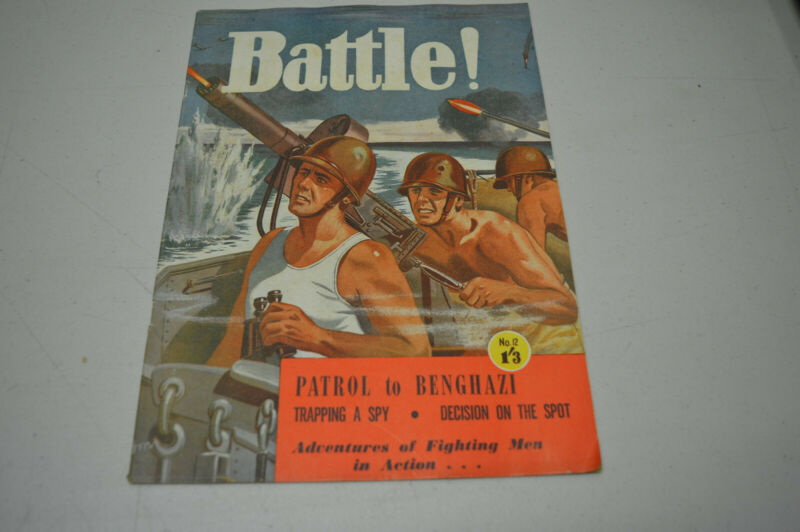 Battle!
No. 12
1'3
PATROL to BENGHAZI
TRAPPING A SPY • DECISION ON THE SPOT
Adventures of Fighting Men
in Action . . .